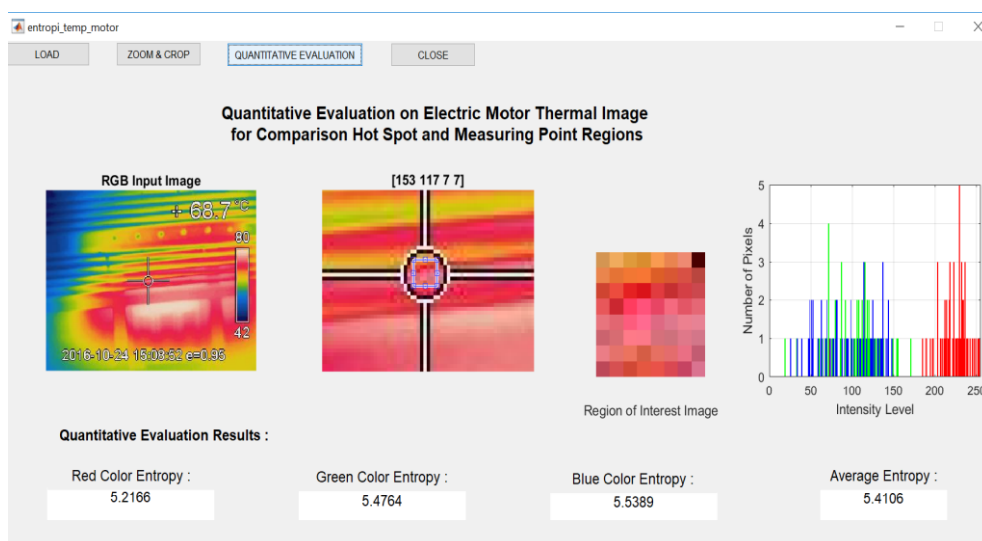 entropi_temp_motor
LOAD ZOOM & CROP QUANTITATIVE EVALUATION CLOSE
Quantitative Evaluation on Electric Motor Thermal Image
for Comparison Hot Spot and Measuring Point Regions
RGB Input Image
68.7 °C
80
42
2016-10-24 15:08:52 e=0.95
[153 117 7 7]
Region of Interest Image
5
4
3
2
1
0
Number of Pixels
0 50 100 150 200 250
Intensity Level
Quantitative Evaluation Results :
Red Color Entropy : Green Color Entropy : Blue Color Entropy : Average Entropy :
5.2166 5.4764 5.5389 5.4106